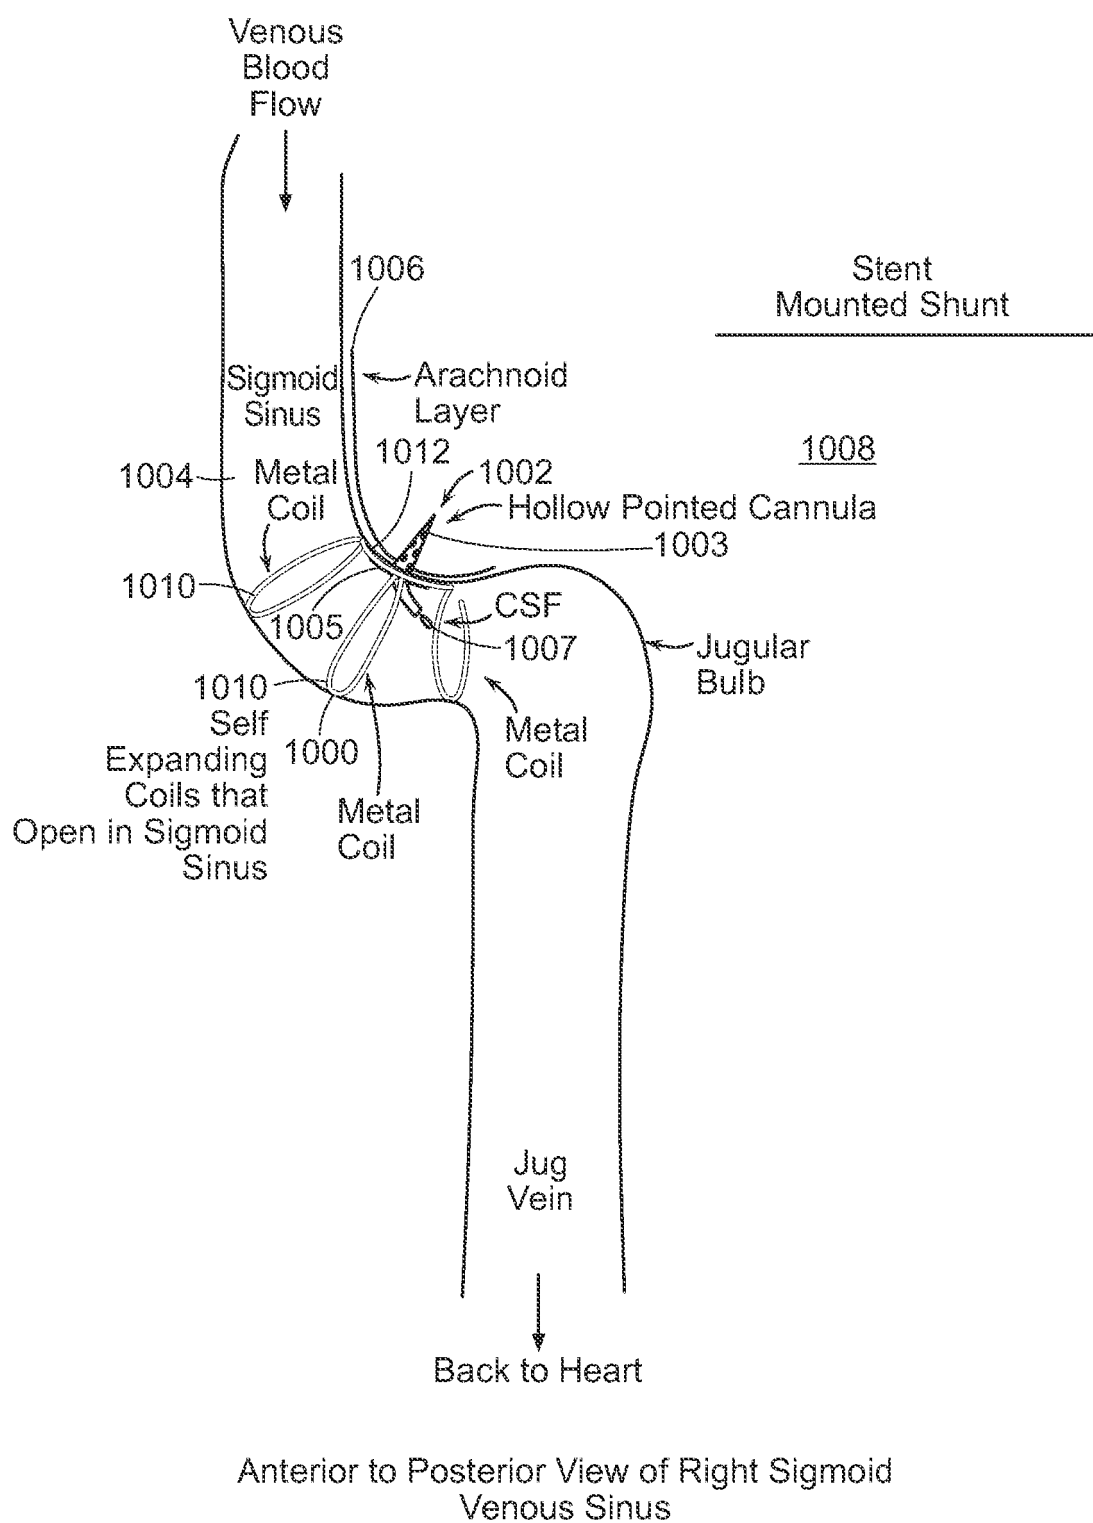 Venous
Blood
Flow
1006
Stent
Mounted Shunt
Sigmoid
Sinus
Arachnoid
Layer
1012
1008
1004
Metal
Coil
1002
Hollow Pointed Cannula
1003
1010
1005
CSF
1007
Jugular
Bulb
1010
Self
Expanding
Coils that
Open in Sigmoid
Sinus
1000
Metal
Coil
Metal
Coil
Jug
Vein
Back to Heart
Anterior to Posterior View of Right Sigmoid
Venous Sinus